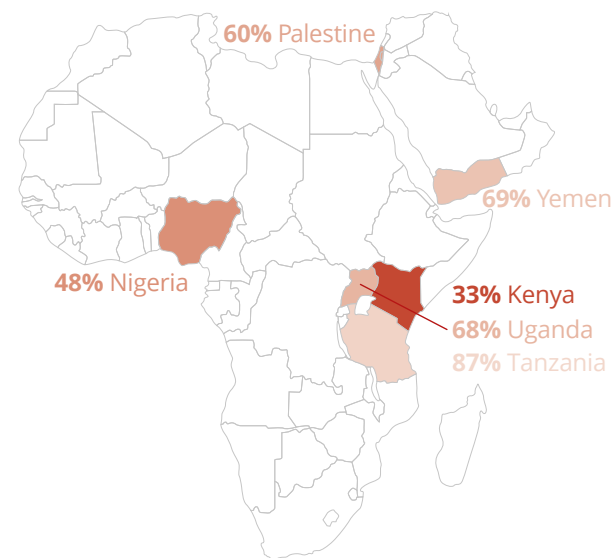 60% Palestine
69% Yemen
48% Nigeria
33% Kenya
68% Uganda
87% Tanzania